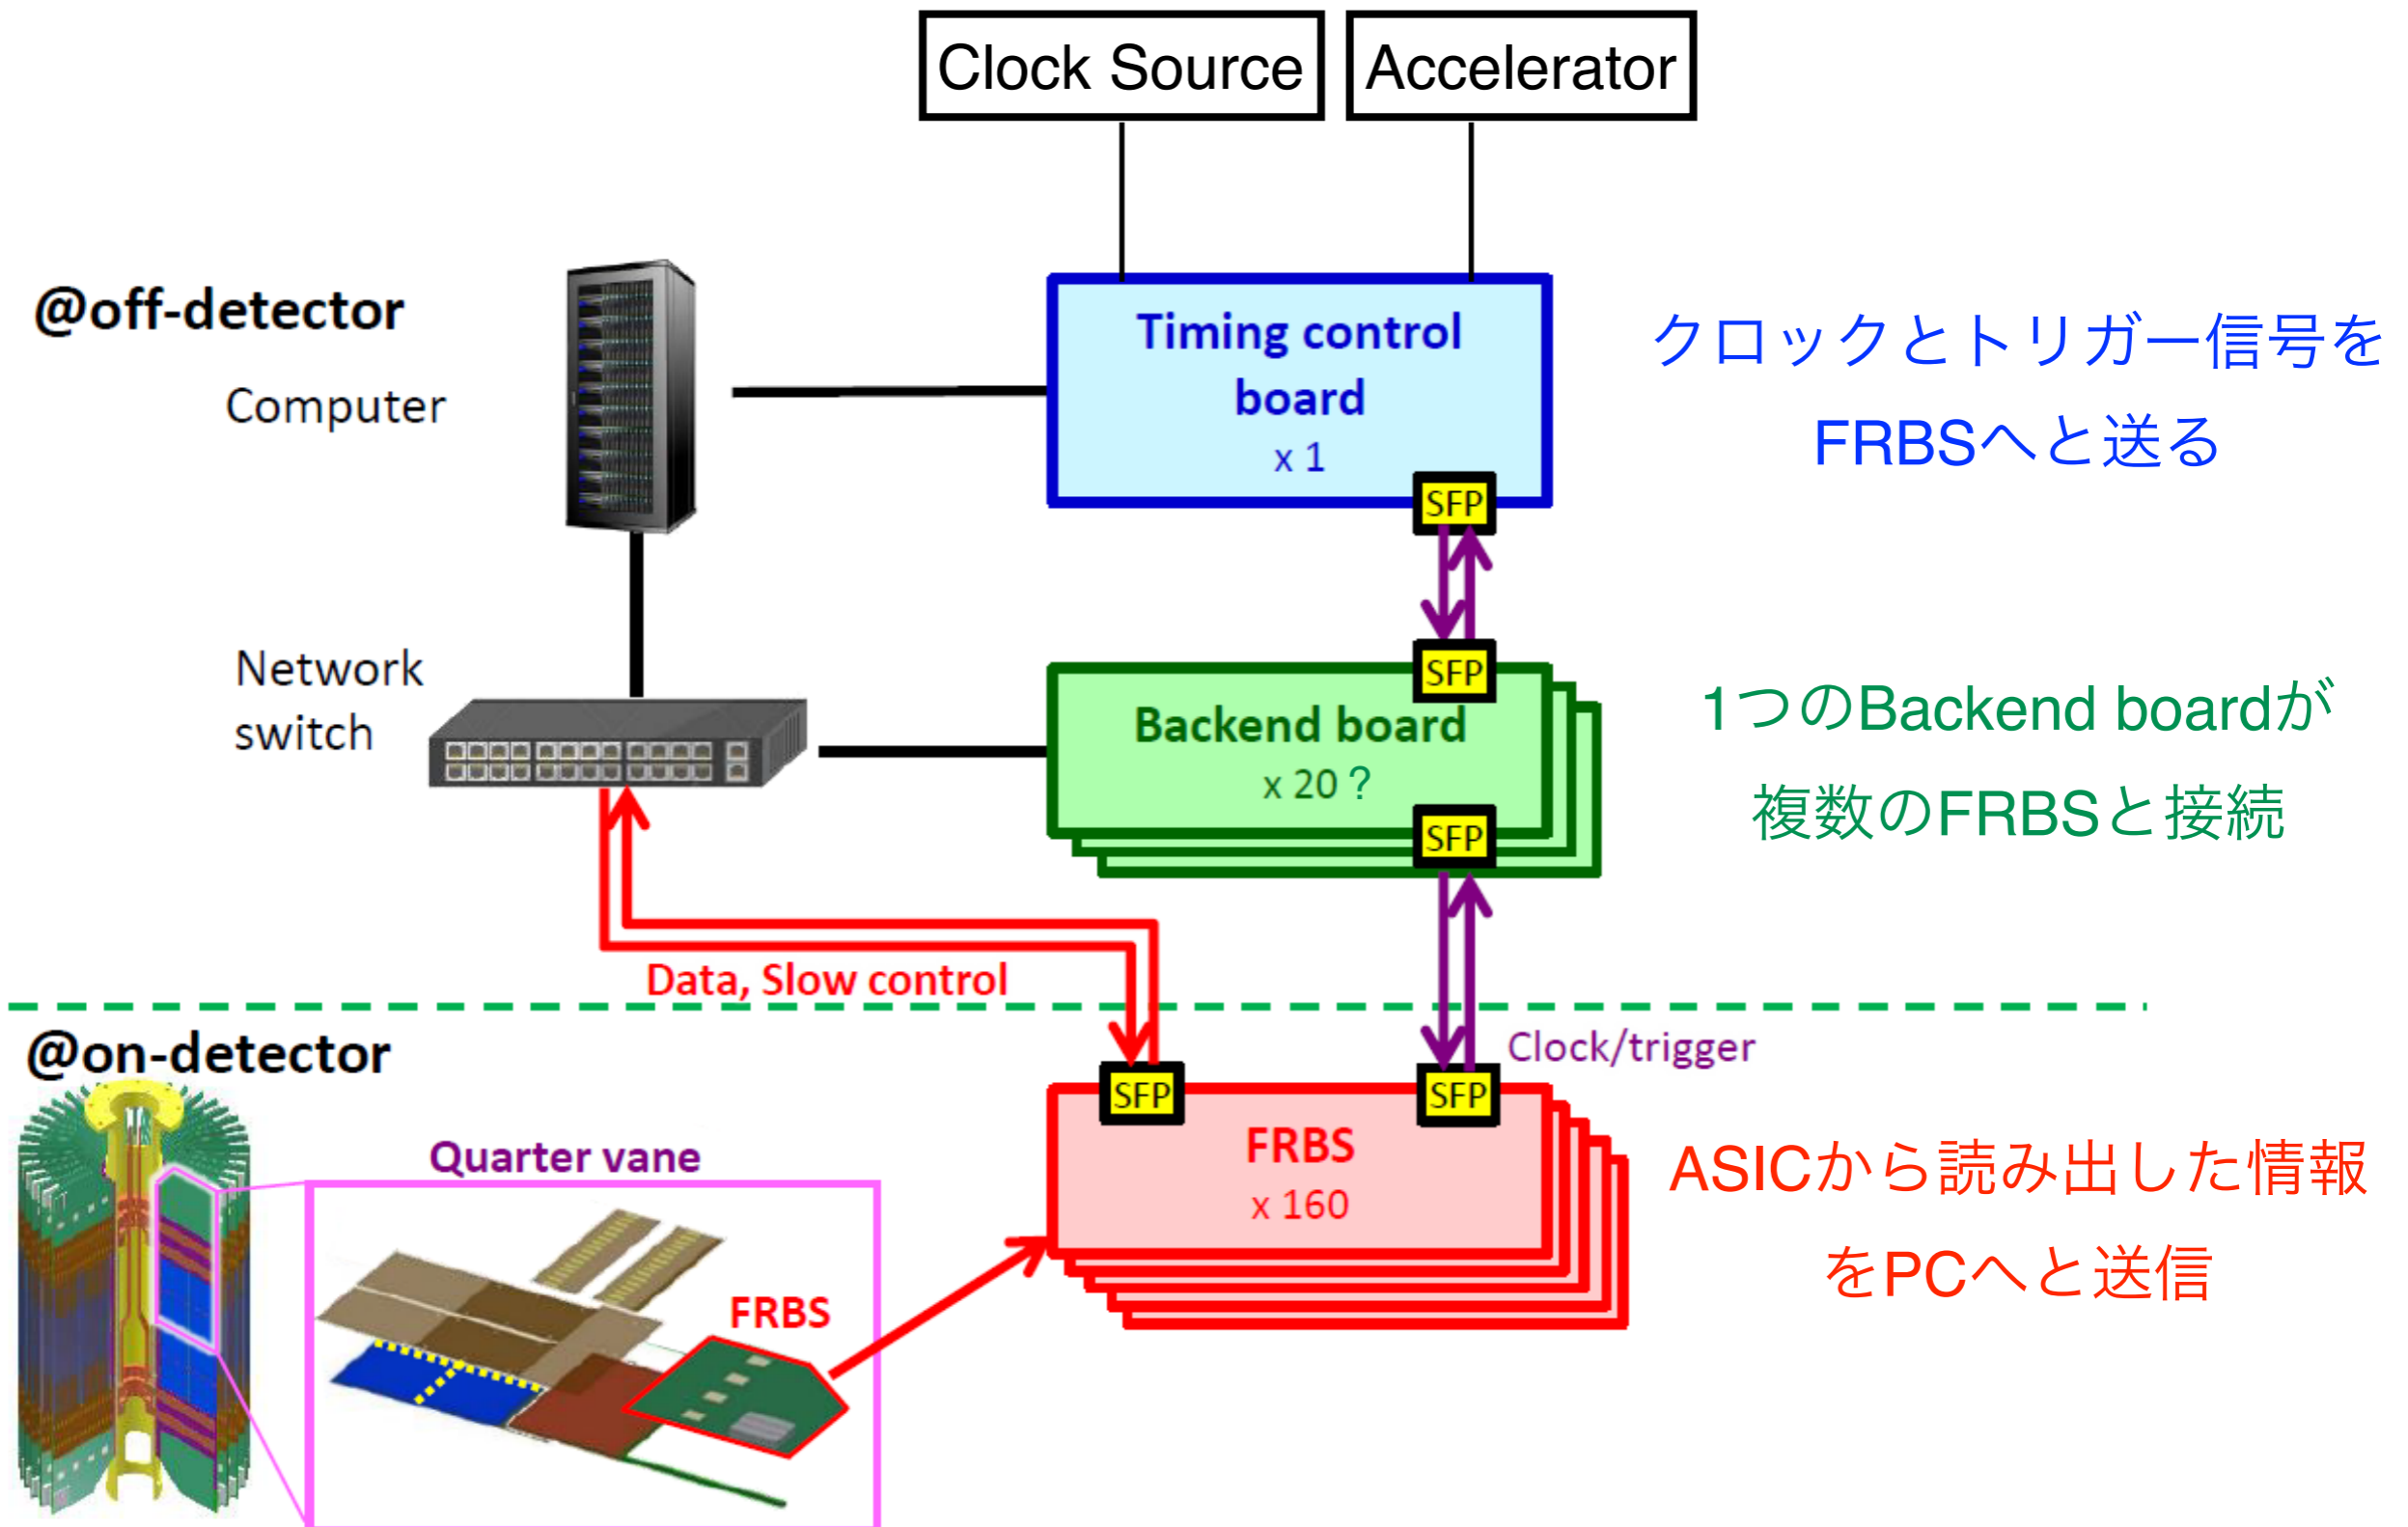 Clock Source
Accelerator
@off-detector
Computer
Timing control
board
x 1
SFP
クロックとトリガー信号を
FRBSへと送る
Network
switch
SFP
Backend board
x 20 ?
SFP
1つのBackend boardが
複数のFRBSと接続
Data, Slow control
@on-detector
Clock/trigger
SFP
SFP
FRBS
x 160
Quarter vane
FRBS
ASICから読み出した情報
をPCへと送信